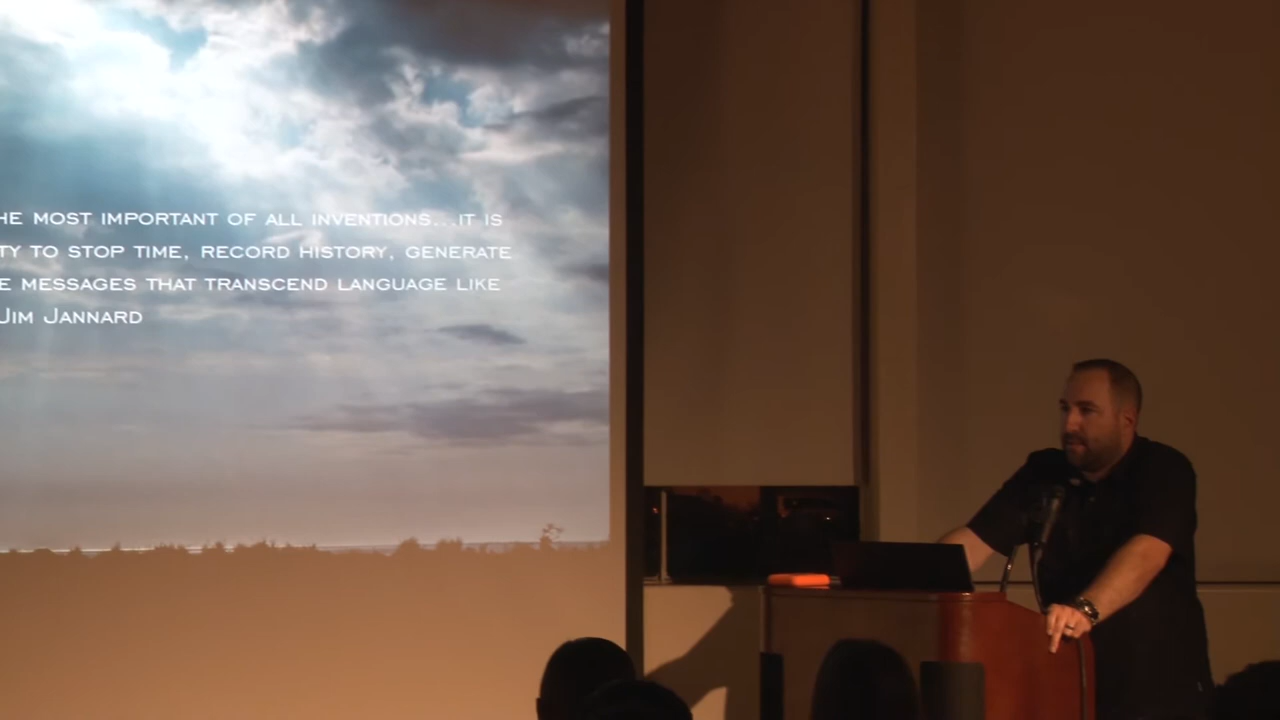 HE MOST IMPORTANT OF ALL INVENTIONS...IT IS
TY TO STOP TIME, RECORD HISTORY, GENERATE
E MESSAGES THAT TRANSCEND LANGUAGE LIKE
JIM JANNARD